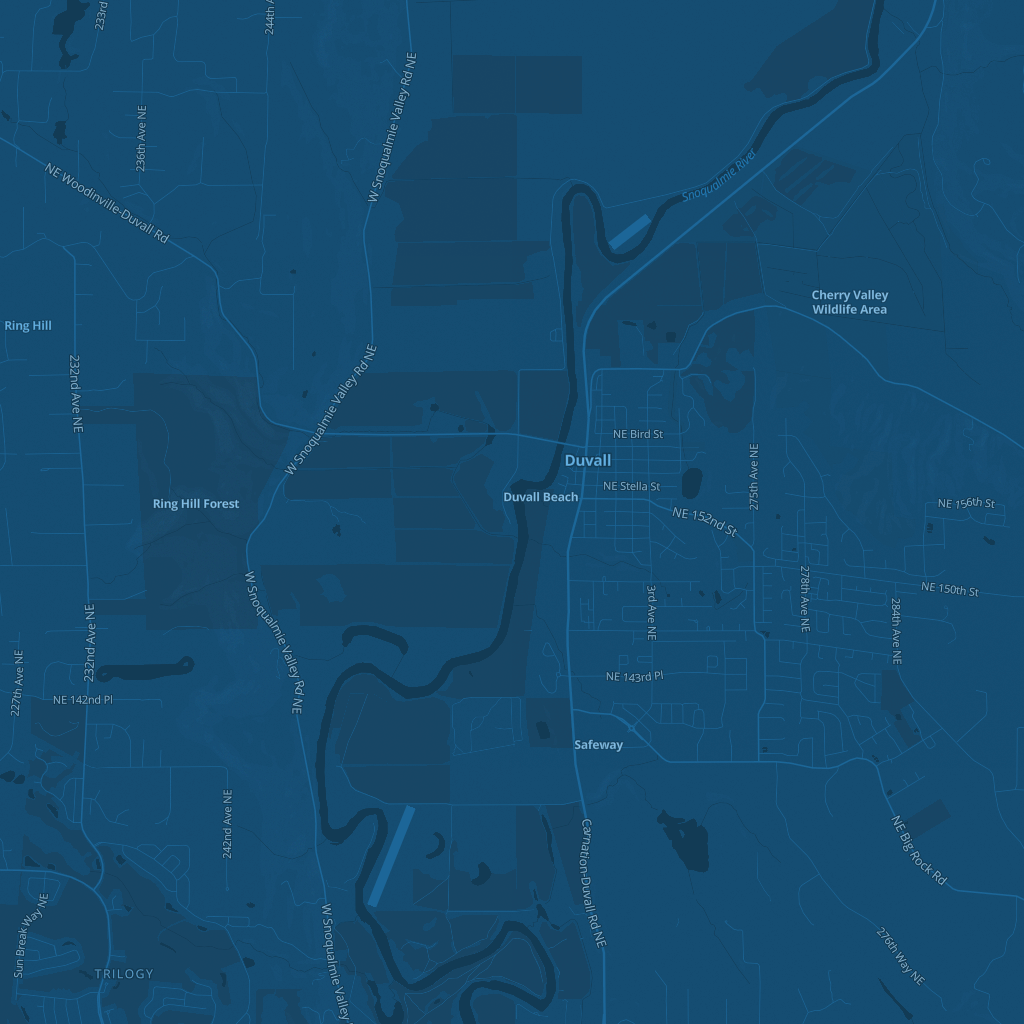 233rd
244th A
W Snoqualmie Valley Rd NE
236th Ave NE
NE Woodinville-Duvall Rd
Snoqualmie River
Cherry Valley
Wildlife Area
Ring Hill
232nd Ave NE
W Snoqualmie Valley Rd NE
NE Bird St
Duvall
275th Ave NE
NE Stella St
Duvall Beach
Ring Hill Forest
NE 152nd St
NE 156th St
W Snoqualmie Valley Rd NE
278th Ave NE
NE 150th St
3rd Ave NE
284th Ave NE
232nd Ave NE
227th Ave NE
NE 143rd Pl
NE 142nd Pl
Safeway
242nd Ave NE
Carnation-Duvall Rd NE
NE Big Rock Rd
Sun Break Way NE
W Snoqualmie Valley
276th Way NE
TRILOGY